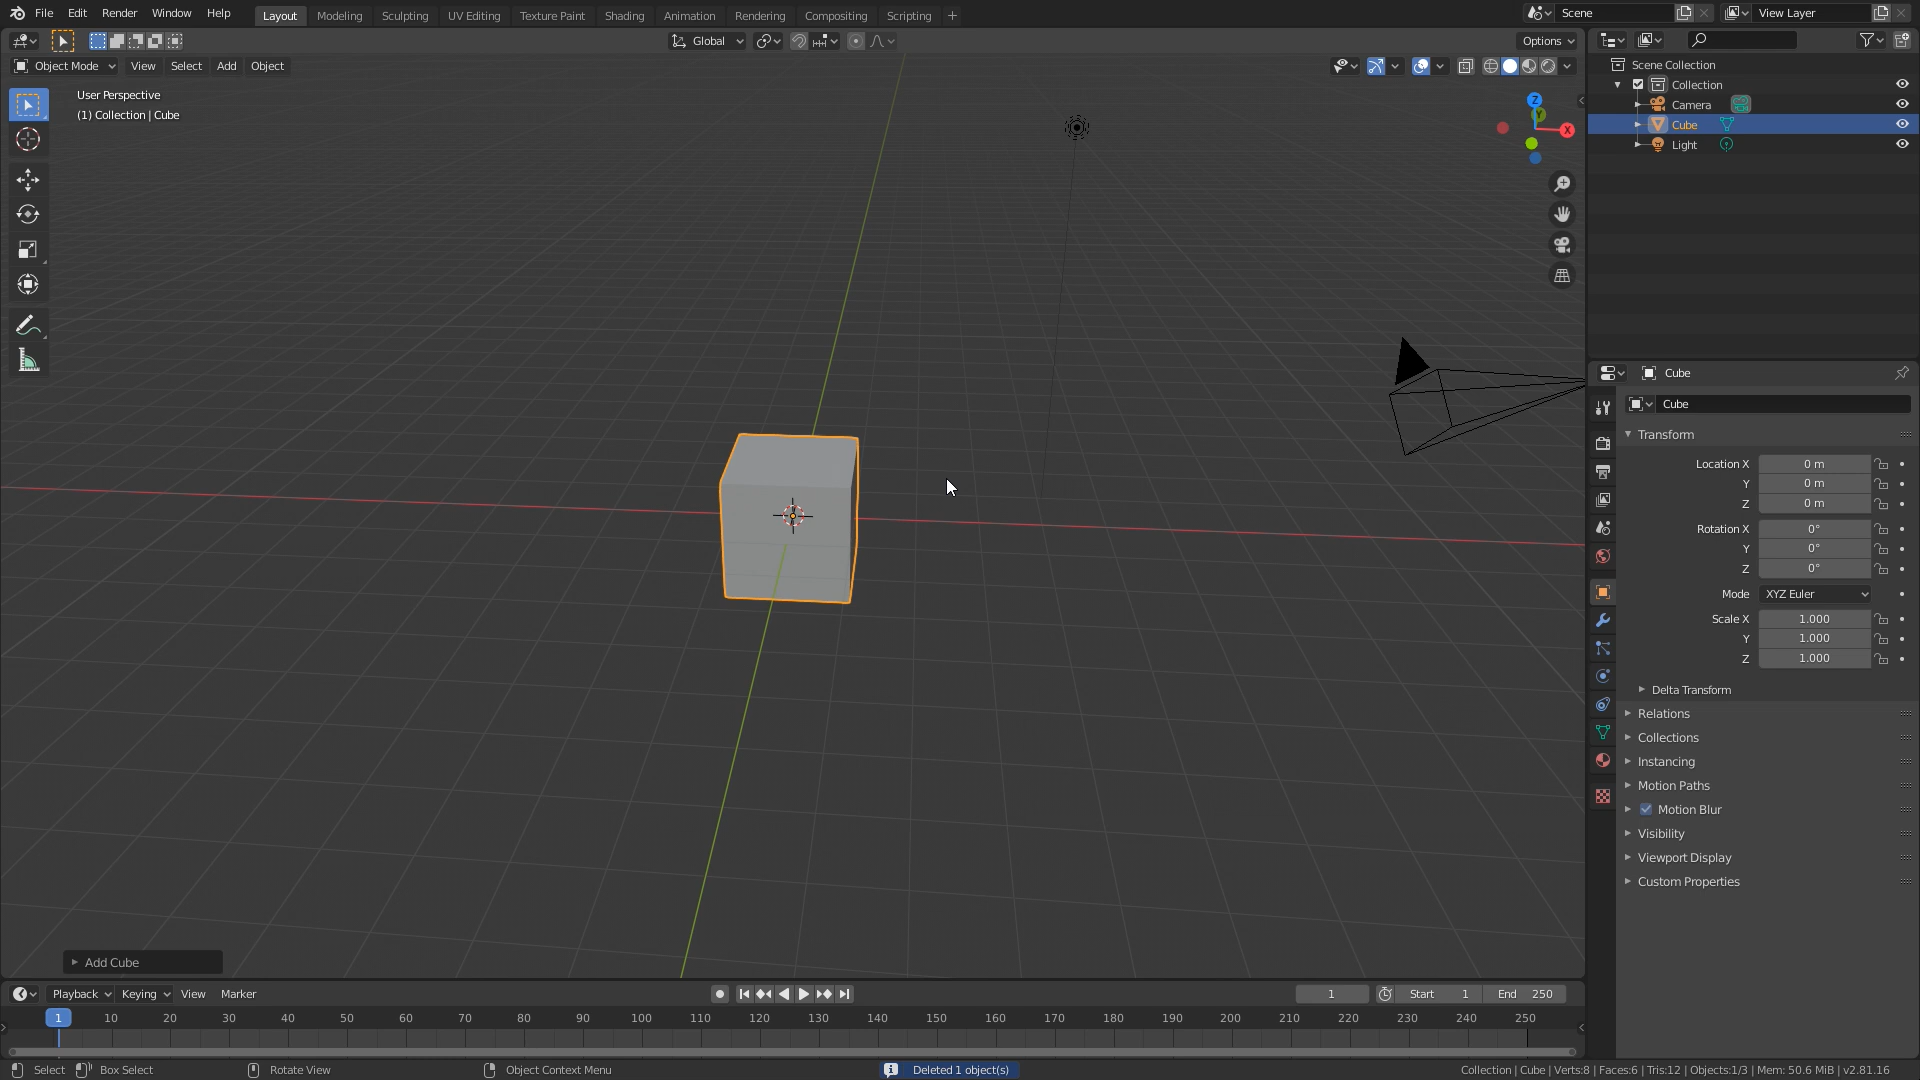 File Edit Render Window Help Layout Modeling Sculpting UV Editing Texture Paint Shading Animation Rendering Compositing Scripting + Scene View Layer
Global Options
Object Mode View Select Add Object
User Perspective
(1) Collection | Cube
Z
Y
X
Scene Collection
Collection
Camera
Cube
Light
Cube
Cube
Transform
Location X 0 m
Y 0 m
Z 0 m
Rotation X 0°
Y 0°
Z 0°
Mode XYZ Euler
Scale X 1.000
Y 1.000
Z 1.000
Delta Transform
Relations
Collections
Instancing
Motion Paths
Motion Blur
Visibility
Viewport Display
Custom Properties
Add Cube
Playback Keying View Marker 1 Start 1 End 250
1 10 20 30 40 50 60 70 80 90 100 110 120 130 140 150 160 170 180 190 200 210 220 230 240 250
Select Box Select Rotate View Object Context Menu Deleted 1 object(s) Collection | Cube | Verts:8 | Faces:6 | Tris:12 | Objects:1/3 | Mem: 50.6 MiB | v2.81.16